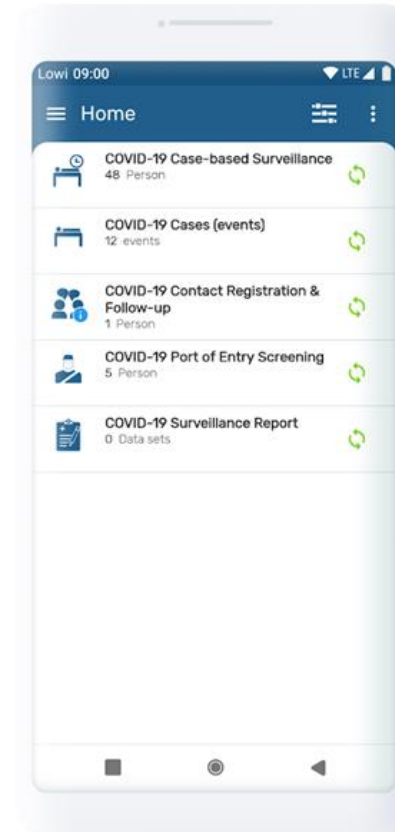 Lowi 09:00 LTE
Home
COVID-19 Case-based Surveillance
48 Person
COVID-19 Cases (events)
12 events
COVID-19 Contact Registration &
Follow-up
1 Person
COVID-19 Port of Entry Screening
5 Person
COVID-19 Surveillance Report
0 Data sets